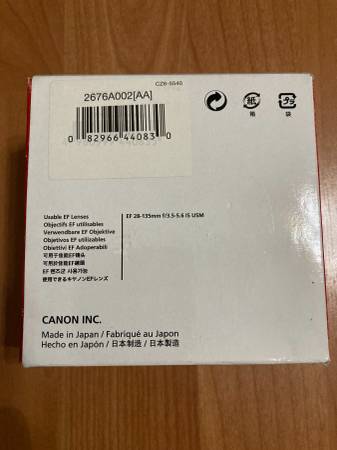 CZ6-5540
2676A002[AA]
0 82966 44083 0
紙
箱
プラ
袋
Usable EF Lenses
EF 28-135mm f/3.5-5.6 IS USM
Objectifs EF utilisables
Verwendbare EF Objektive
Objetivos EF utilizables
Obiettivi EF Adoperabili
可用于佳能EF镜头
可用於佳能EF鏡頭
EF 렌즈군 사용가능
使用できるキヤノンEFレンズ
CANON INC.
Made in Japan / Fabriqué au Japon
Hecho en Japón / 日本制造 / 日本製造